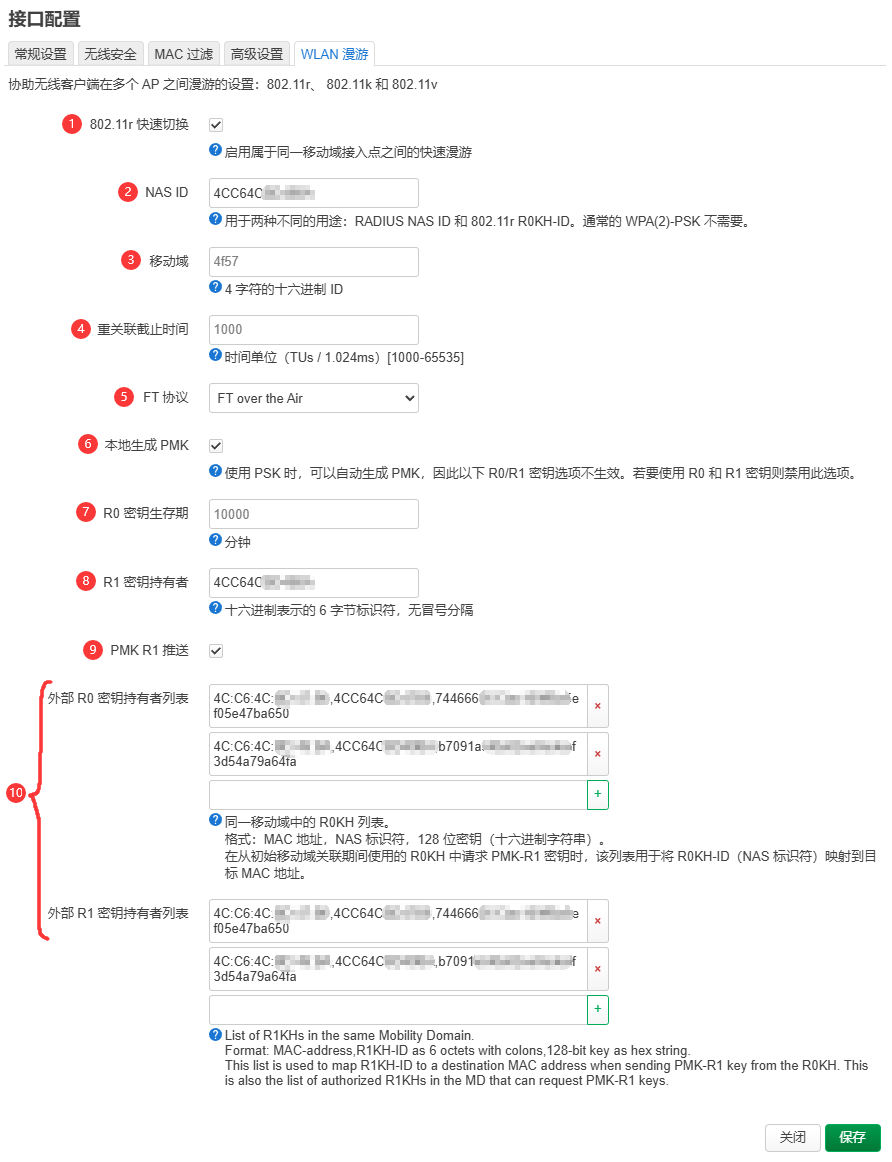 接口配置
常规设置 无线安全 MAC 过滤 高级设置 WLAN 漫游
协助无线客户端在多个 AP 之间漫游的设置：802.11r、 802.11k 和 802.11v
1 802.11r 快速切换
启用属于同一移动域接入点之间的快速漫游
2 NAS ID 4CC64C
用于两种不同的用途：RADIUS NAS ID 和 802.11r R0KH-ID。通常的 WPA(2)-PSK 不需要。
3 移动域 4f57
4 字符的十六进制 ID
4 重关联截止时间 1000
时间单位（TUs / 1.024ms）[1000-65535]
5 FT 协议 FT over the Air
6 本地生成 PMK
使用 PSK 时，可以自动生成 PMK，因此以下 R0/R1 密钥选项不生效。若要使用 R0 和 R1 密钥则禁用此选项。
7 R0 密钥生存期 10000
分钟
8 R1 密钥持有者 4CC64C
十六进制表示的 6 字节标识符，无冒号分隔
9 PMK R1 推送
10
外部 R0 密钥持有者列表 4C:C6:4C: ,4CC64C ,744666 e ×
f05e47ba650
4C:C6:4C: ,4CC64C ,b7091a f ×
3d54a79a64fa
+
同一移动域中的 R0KH 列表。
格式：MAC 地址，NAS 标识符，128 位密钥（十六进制字符串）。
在从初始移动域关联期间使用的 R0KH 中请求 PMK-R1 密钥时，该列表用于将 R0KH-ID（NAS 标识符）映射到目
标 MAC 地址。
外部 R1 密钥持有者列表 4C:C6:4C: ,4CC64C ,744666 e ×
f05e47ba650
4C:C6:4C: ,4CC64C ,b7091 f ×
3d54a79a64fa
+
List of R1KHs in the same Mobility Domain.
Format: MAC-address,R1KH-ID as 6 octets with colons,128-bit key as hex string.
This list is used to map R1KH-ID to a destination MAC address when sending PMK-R1 key from the R0KH. This
is also the list of authorized R1KHs in the MD that can request PMK-R1 keys.
关闭 保存